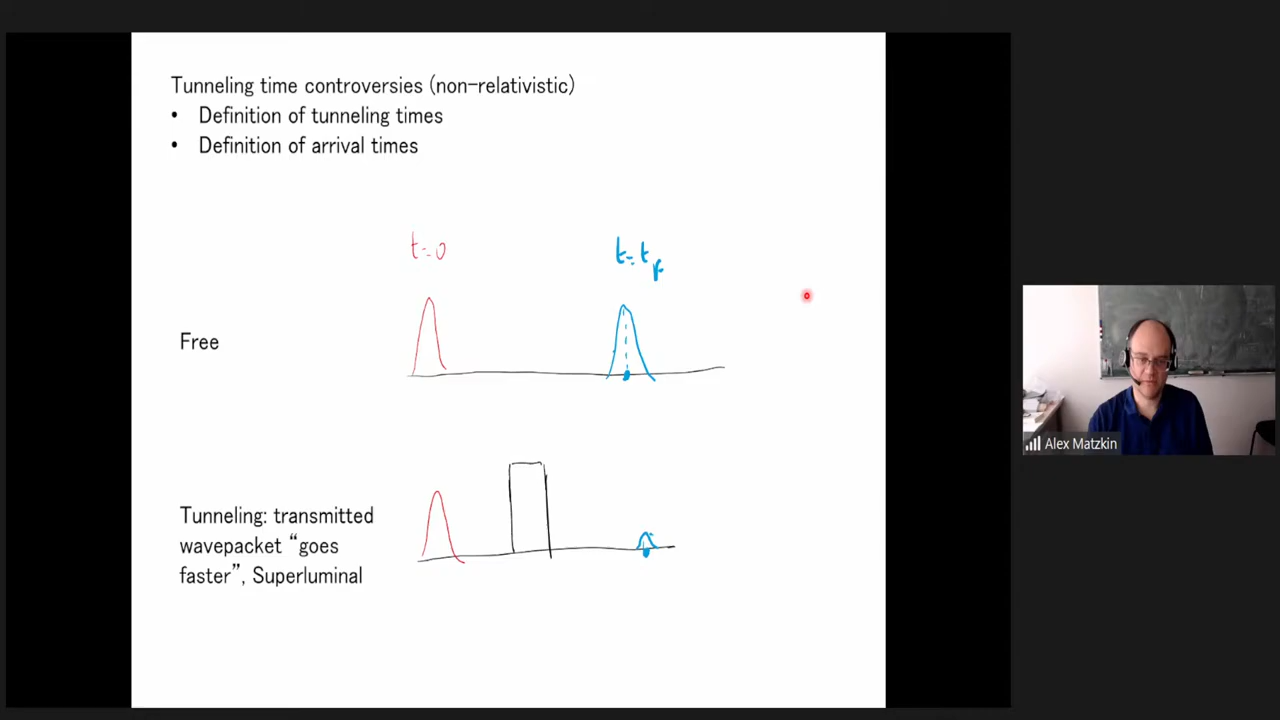 Tunneling time controversies (non-relativistic)
• Definition of tunneling times
• Definition of arrival times
t=0
t=t_F
Free
Tunneling: transmitted
wavepacket “goes
faster”, Superluminal
Alex Matzkin